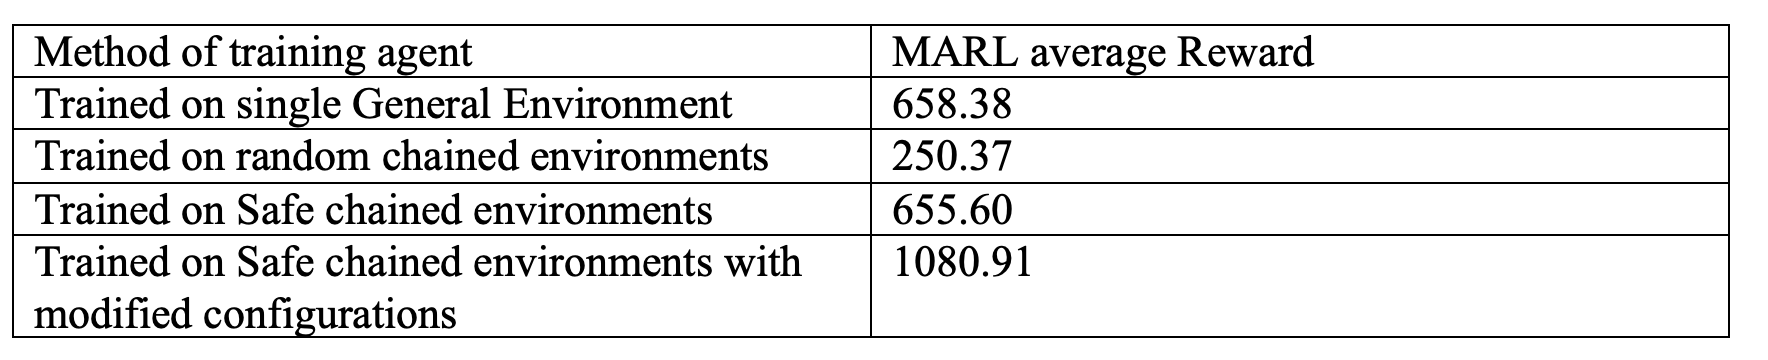 Method of training agent MARL average Reward
Trained on single General Environment 658.38
Trained on random chained environments 250.37
Trained on Safe chained environments 655.60
Trained on Safe chained environments with 1080.91
modified configurations